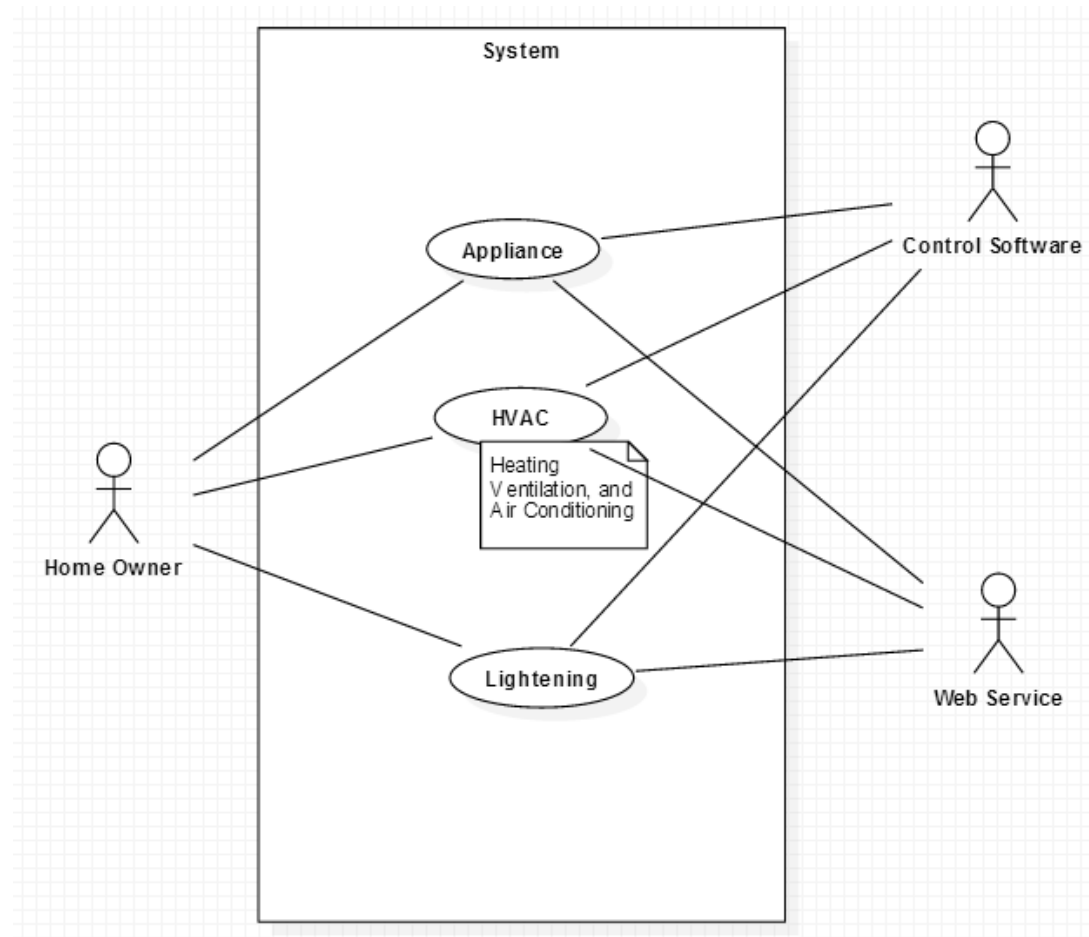 System
Control Software
Appliance
HVAC
Heating
Ventilation, and
Air Conditioning
Home Owner
Lightening
Web Service